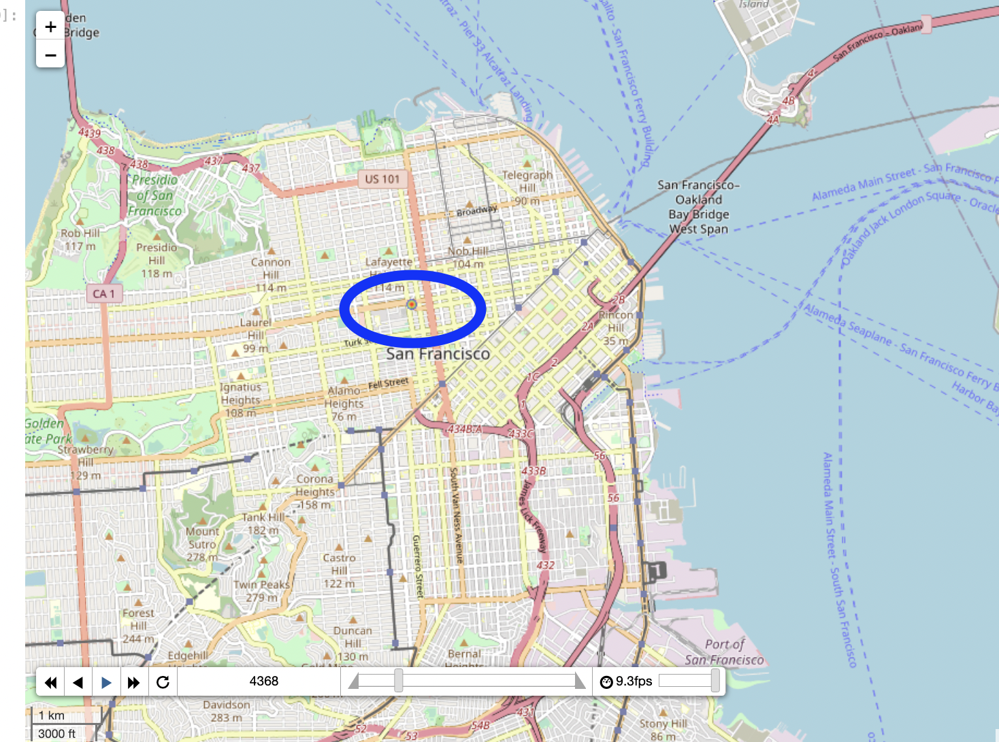 ]:
+
−
den
Bridge
Island
San Francisco – Oakland
4
4B
4A
Pier 33 Alcatraz Landing
San Francisco Ferry Building
4439
438
438
437
437
Presidio
of San
Francisco
US 101
Telegraph
Hill
90 m
Broadway
San Francisco–
Oakland
Bay Bridge
West Span
Alameda Main Street - San Francisco
Oakland Jack London Square - Oracle
Rob Hill
117 m
Presidio
Hill
118 m
Cannon
Hill
114 m
Lafayette
114 m
Nob Hill
104 m
CA 1
2B
Laurel
Hill
99 m
Rincon
Hill
35 m
2A
Alameda Seaplane - San Francisco Ferry B
Harbor Bay
Turk S
San Francisco
2
1C
1
Fell Street
Ignatius
Heights
108 m
Alamo
Heights
76 m
Golden
ate Park
Strawberry
Hill
129 m
434B;A
433C
56
433B
Corona
Heights
158 m
South Van Ness Avenue
James Lick Freeway
56
Alameda Main Street - South San Francisco
Tank Hill
182 m
Mount
Sutro
278 m
Castro
Hill
122 m
Guerrero Street
432
Twin Peaks
279 m
Forest
Hill
244 m
Duncan
Hill
130 m
Edgehill
Bernal
Heights
Port of
San Francisco
4368
9.3fps
Davidson
283 m
1 km
3000 ft
52
53
54B
431
Stony Hill
86 m